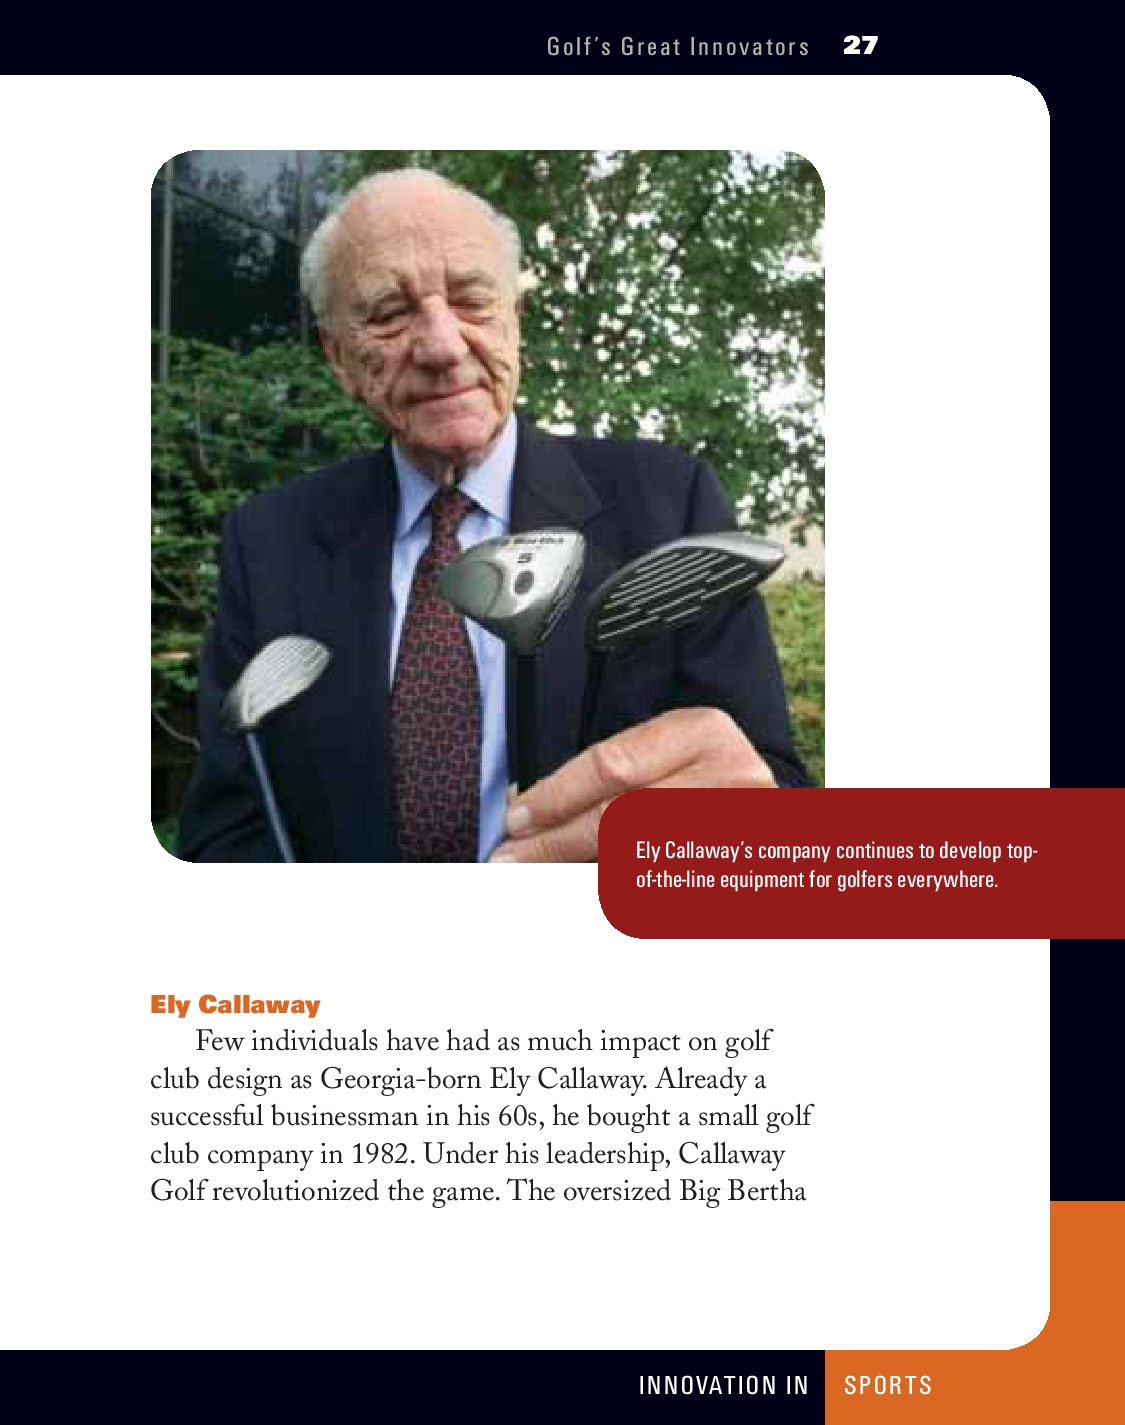 Golf's Great Innovators 27
5
Ely Callaway's company continues to develop top-
of-the-line equipment for golfers everywhere.
Ely Callaway
Few individuals have had as much impact on golf
club design as Georgia-born Ely Callaway. Already a
successful businessman in his 60s, he bought a small golf
club company in 1982. Under his leadership, Callaway
Golf revolutionized the game. The oversized Big Bertha
INNOVATION IN SPORTS